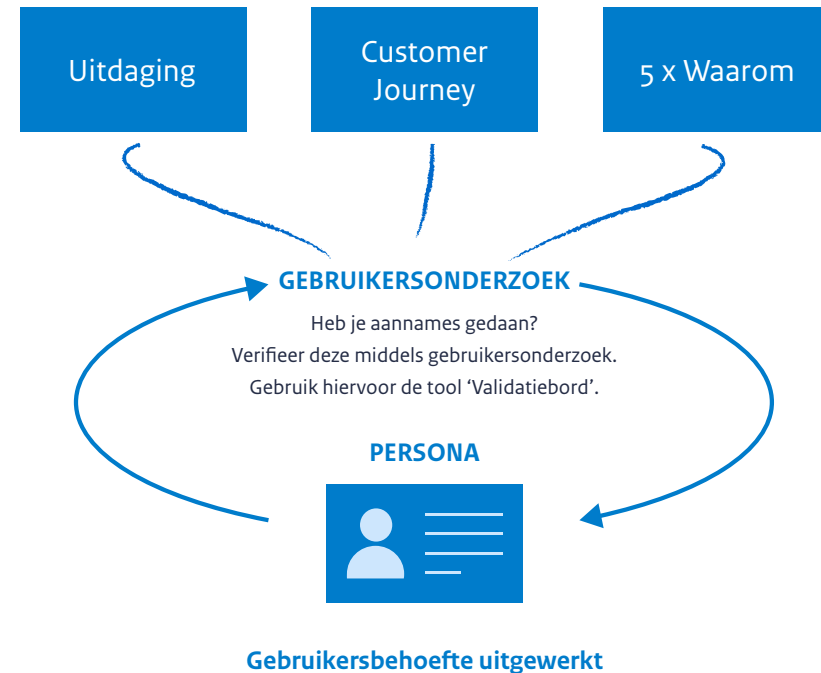 Uitdaging
Customer
Journey
5 x Waarom
GEBRUIKERSONDERZOEK
Heb je aannames gedaan?
Verifieer deze middels gebruikersonderzoek.
Gebruik hiervoor de tool ‘Validatiebord’.
PERSONA
Gebruikersbehoefte uitgewerkt